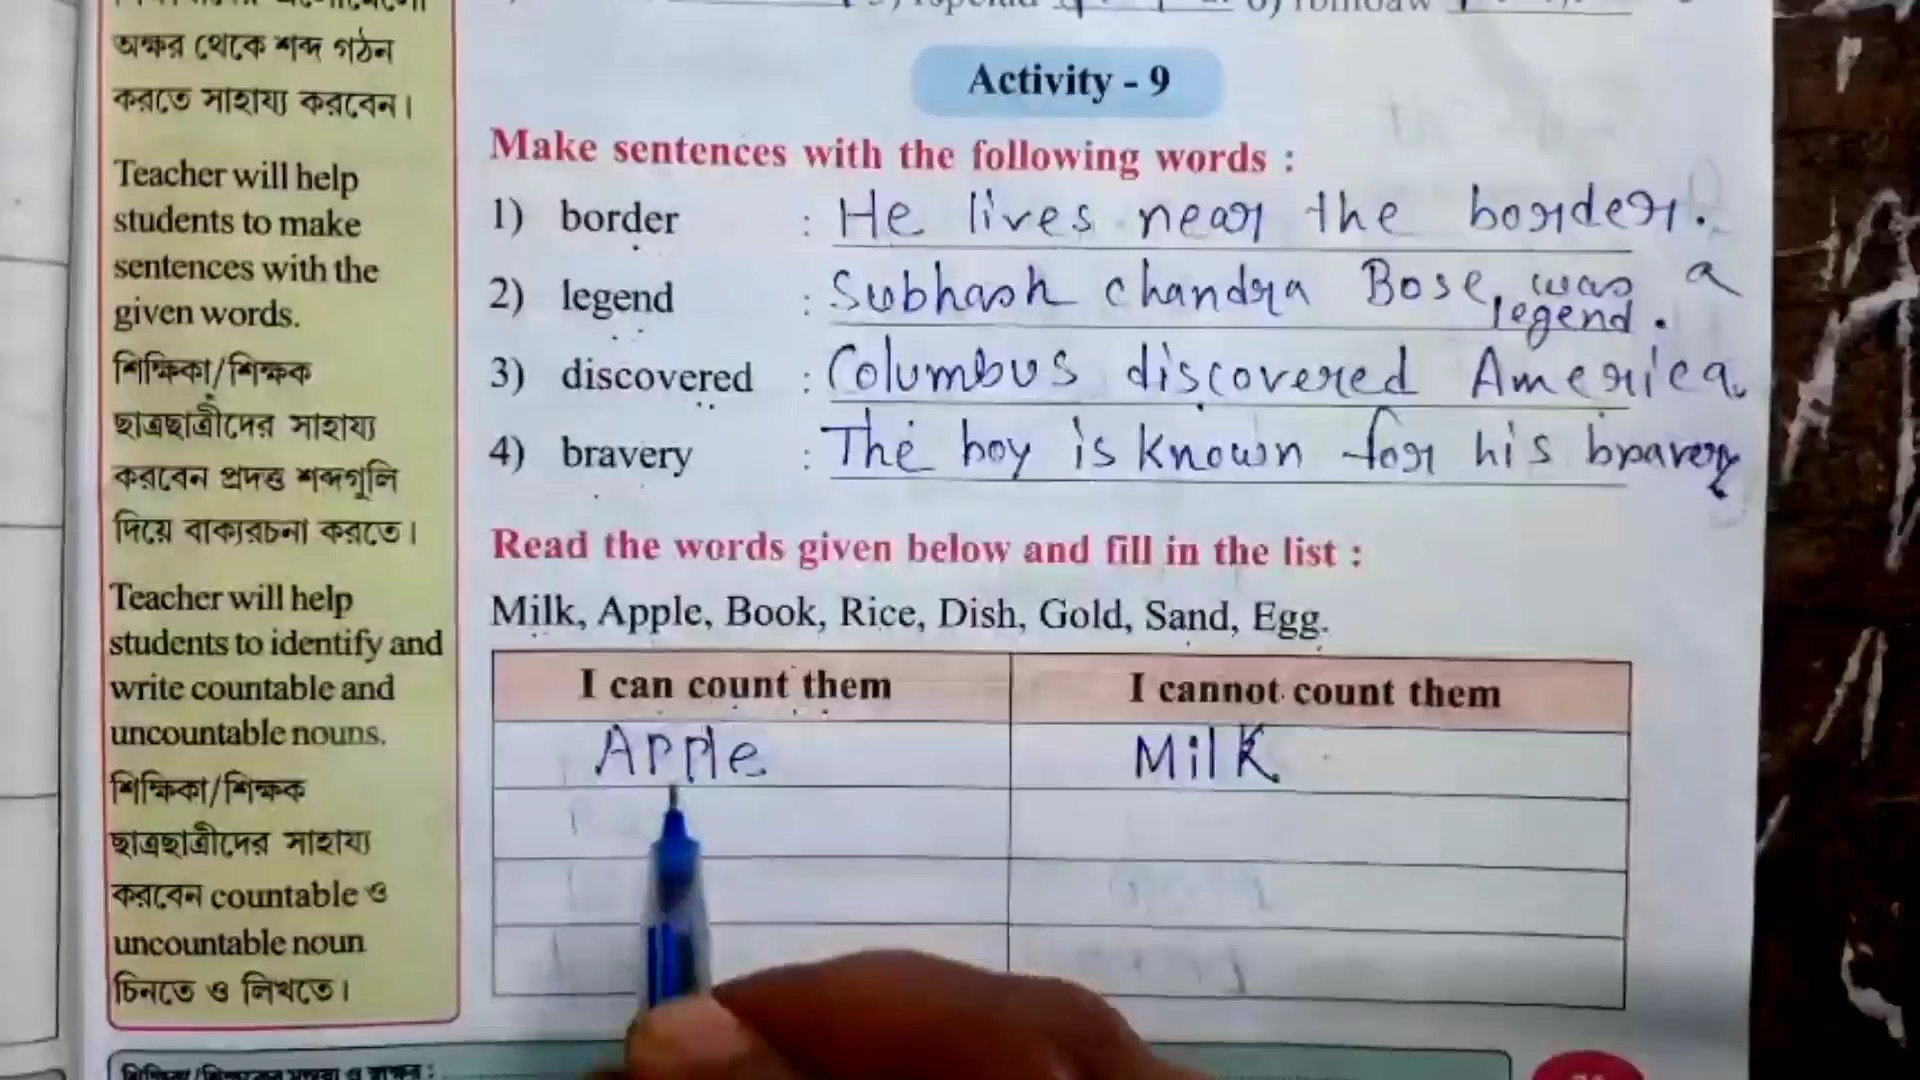 অক্ষর থেকে শব্দ গঠন
করতে সাহায্য করবেন।
Teacher will help
students to make
sentences with the
given words.
শিক্ষিকা/শিক্ষক
ছাত্রছাত্রীদের সাহায্য
করবেন প্রদত্ত শব্দগুলি
দিয়ে বাক্যরচনা করতে।
Teacher will help
students to identify and
write countable and
uncountable nouns.
শিক্ষিকা/শিক্ষক
ছাত্রছাত্রীদের সাহায্য
করবেন countable ও
uncountable noun
চিনতে ও লিখতে।
Activity - 9
Make sentences with the following words :
1) border : He lives near the border.
2) legend : Subhash chandra Bose was a
legend.
3) discovered : Columbus discovered America.
4) bravery : The boy is known for his bravery
Read the words given below and fill in the list :
Milk, Apple, Book, Rice, Dish, Gold, Sand, Egg.
I can count them I cannot count them
Apple Milk